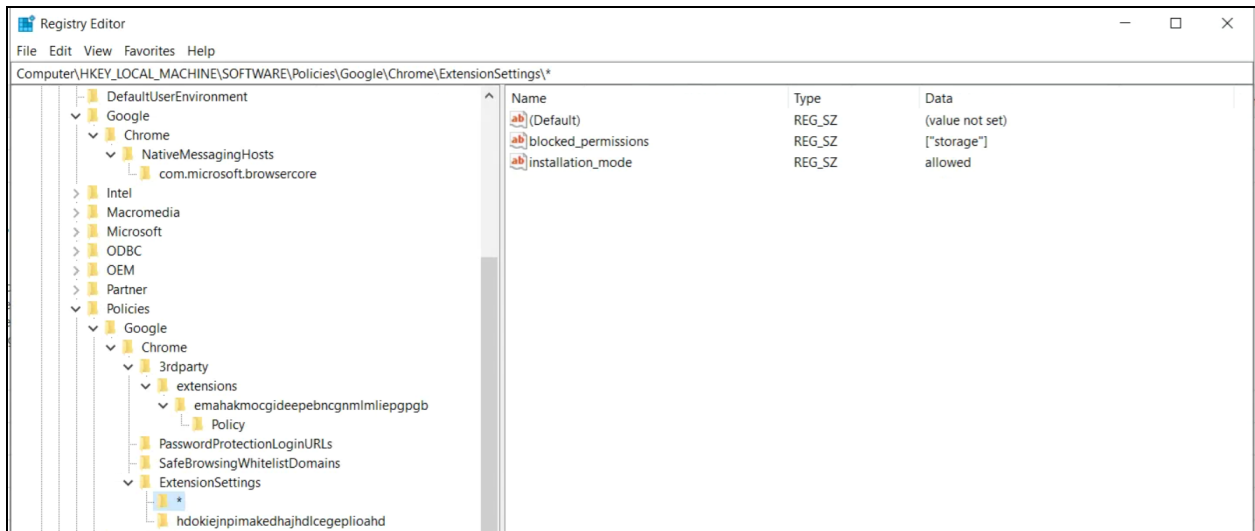 Registry Editor
File Edit View Favorites Help
Computer\HKEY_LOCAL_MACHINE\SOFTWARE\Policies\Google\Chrome\ExtensionSettings\*
DefaultUserEnvironment
Google
Chrome
NativeMessagingHosts
com.microsoft.browsercore
Intel
Macromedia
Microsoft
ODBC
OEM
Partner
Policies
Google
Chrome
3rdparty
extensions
emahakmocgideepebncgnmlmliepgpgb
Policy
PasswordProtectionLoginURLs
SafeBrowsingWhitelistDomains
ExtensionSettings
*
hdokiejnpimakedhajhdlcegeplioahd
Name Type Data
(Default) REG_SZ (value not set)
blocked_permissions REG_SZ ["storage"]
installation_mode REG_SZ allowed